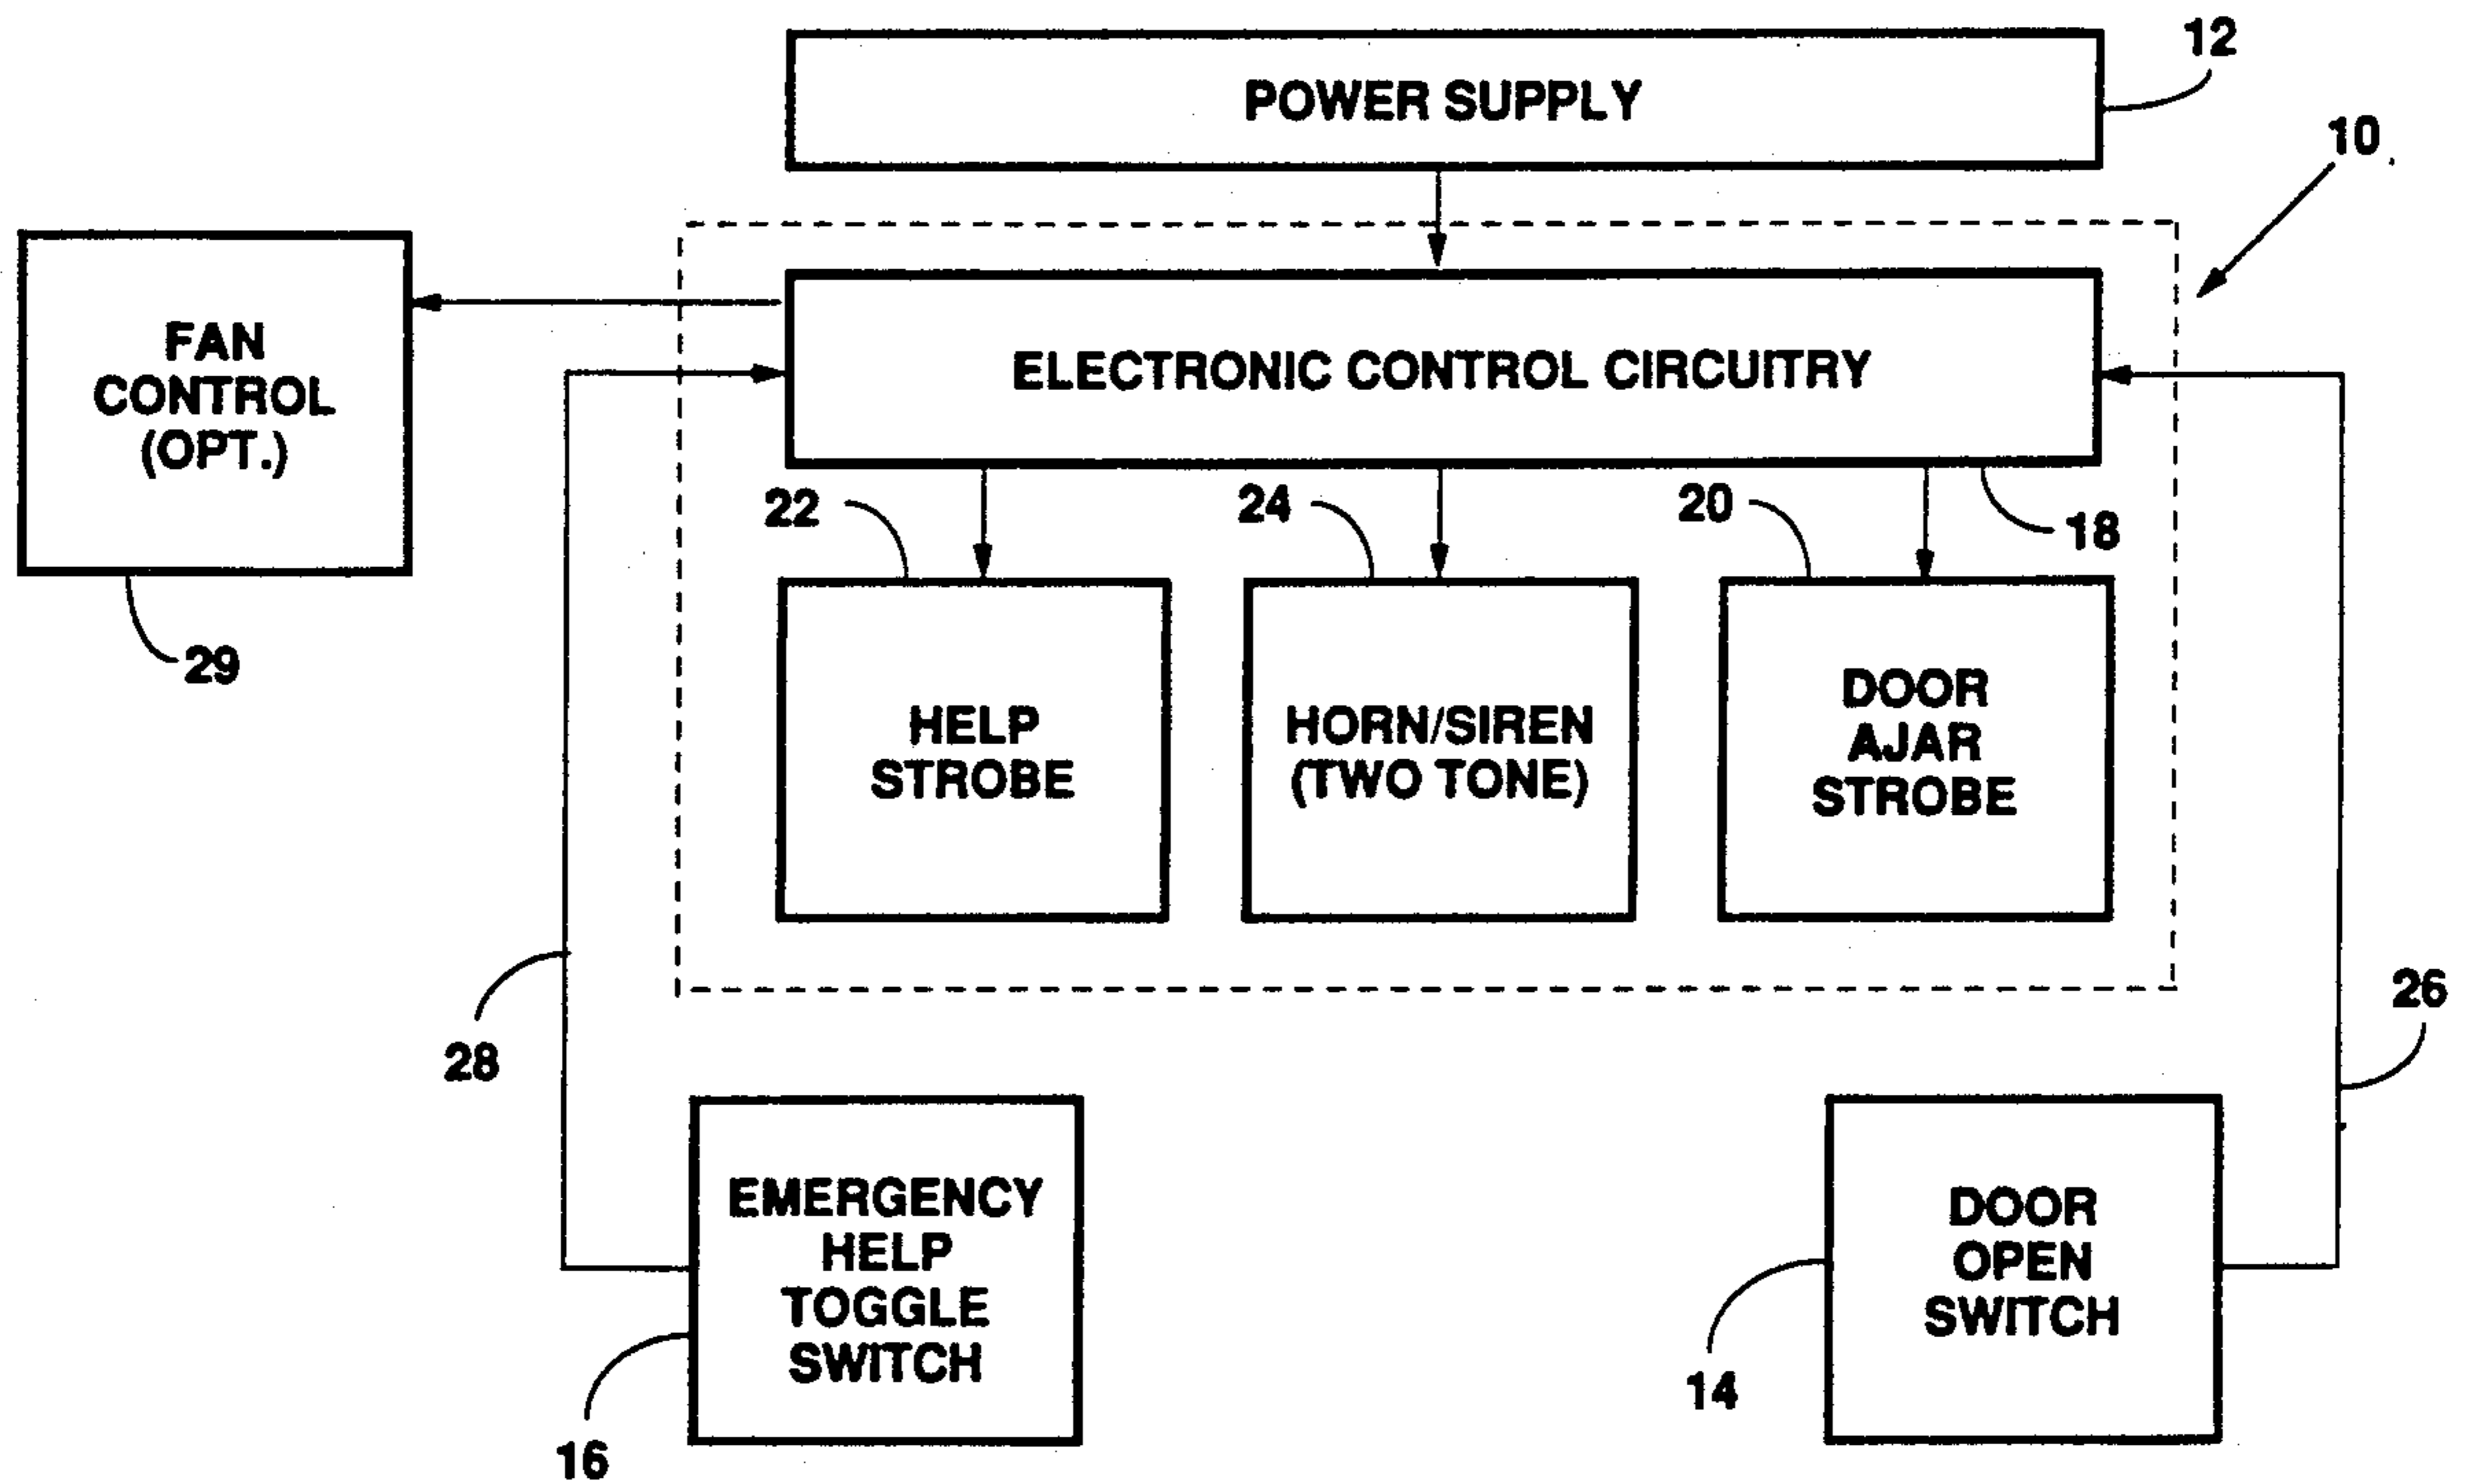 12
POWER SUPPLY
10
FAN
CONTROL
(OPT.)
29
ELECTRONIC CONTROL CIRCUITRY
18
22
HELP
STROBE
24
HORN/SIREN
(TWO TONE)
20
DOOR
AJAR
STROBE
28
26
EMERGENCY
HELP
TOGGLE
SWITCH
16
DOOR
OPEN
SWITCH
14